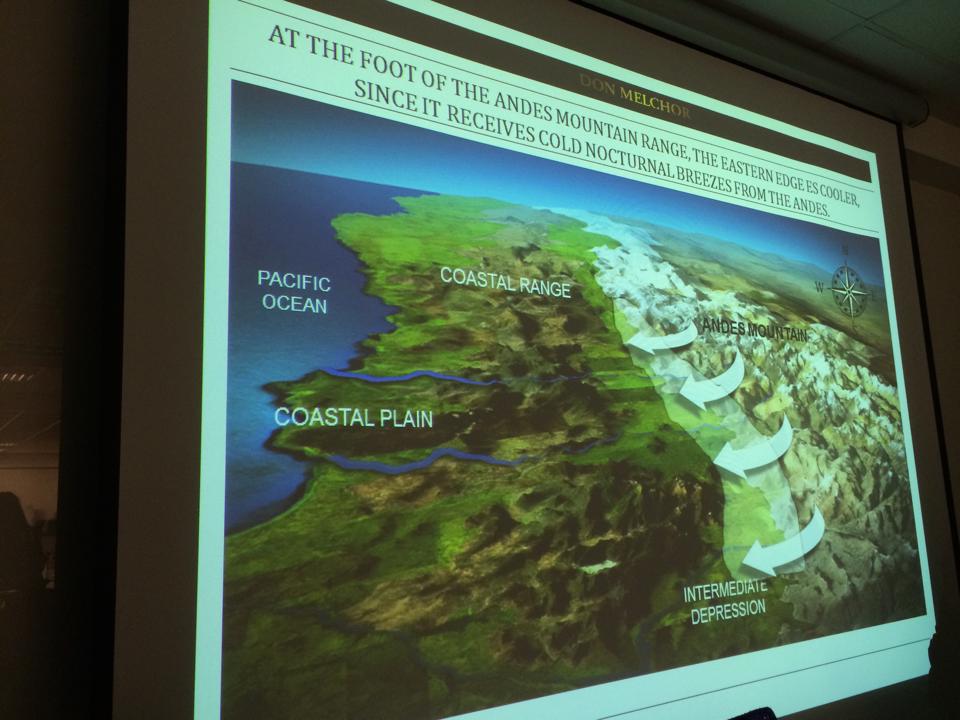 DON MELCHOR
AT THE FOOT OF THE ANDES MOUNTAIN RANGE, THE EASTERN EDGE ES COOLER,
SINCE IT RECEIVES COLD NOCTURNAL BREEZES FROM THE ANDES.
N
W
E
PACIFIC
OCEAN
COASTAL RANGE
ANDES MOUNTAIN
COASTAL PLAIN
INTERMEDIATE
DEPRESSION